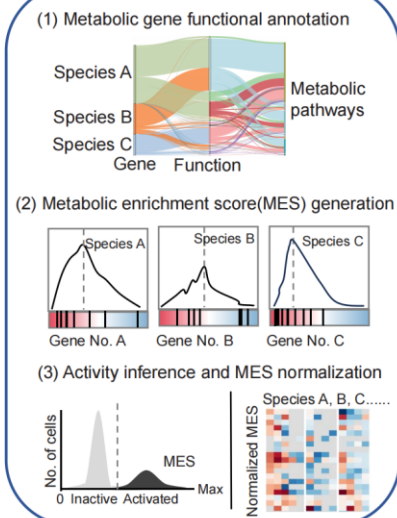 (1) Metabolic gene functional annotation
Species A
Species B
Species C
Metabolic
pathways
Gene Function
(2) Metabolic enrichment score(MES) generation
Species A
Species B
Species C
Gene No. A
Gene No. B
Gene No. C
(3) Activity inference and MES normalization
No. of cells
MES
0 Inactive Activated Max
Species A, B, C......
Normalized MES